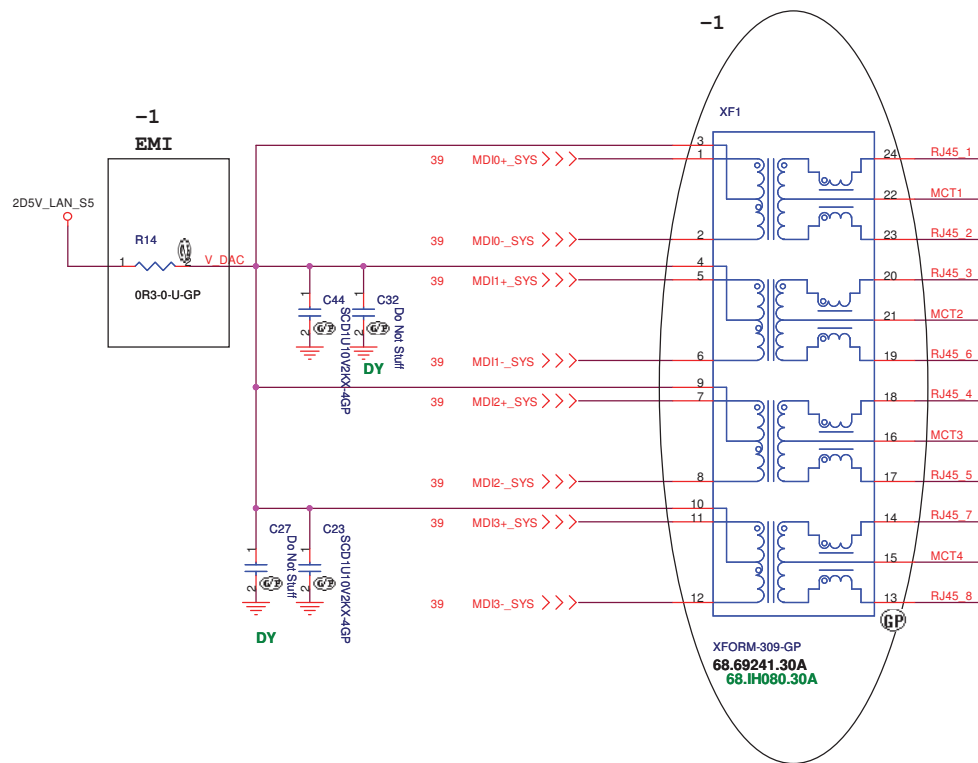 -1
XF1
-1
EMI
2D5V_LAN_S5
R14
1
2
V_DAC
0R3-0-U-GP
1
C44
2
G/P
SCD1U10V2KX-4GP
1
C32
2
G/P
Do Not Stuff
DY
C27
1
2
G/P
Do Not Stuff
DY
C23
1
2
G/P
SCD1U10V2KX-4GP
39 MDI0+_SYS
39 MDI0-_SYS
39 MDI1+_SYS
39 MDI1-_SYS
39 MDI2+_SYS
39 MDI2-_SYS
39 MDI3+_SYS
39 MDI3-_SYS
3
1
2
4
5
6
9
7
8
10
11
12
24 RJ45_1
22 MCT1
23 RJ45_2
20 RJ45_3
21 MCT2
19 RJ45_6
18 RJ45_4
16 MCT3
17 RJ45_5
14 RJ45_7
15 MCT4
13 RJ45_8
GP
XFORM-309-GP
68.69241.30A
68.IH080.30A